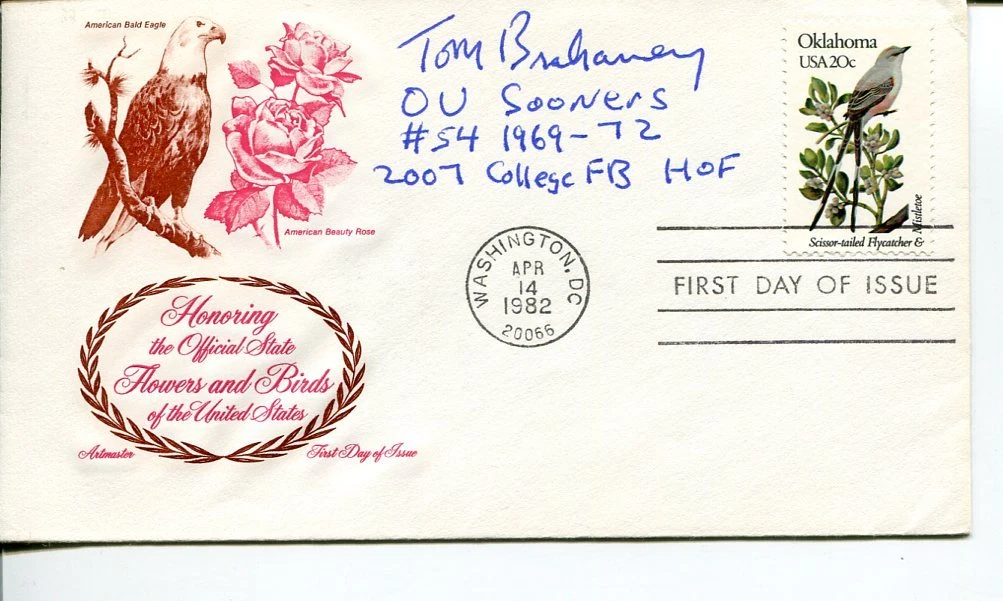 American Bald Eagle
American Beauty Rose
Tom Brahaney
OU Sooners
#54 1969-72
2007 College FB HOF
Oklahoma
USA 20c
Scissor-tailed Flycatcher &
Mistletoe
WASHINGTON, DC
APR
14
1982
20066
FIRST DAY OF ISSUE
Honoring
the Official State
Flowers and Birds
of the United States
Artmaster
First Day of Issue